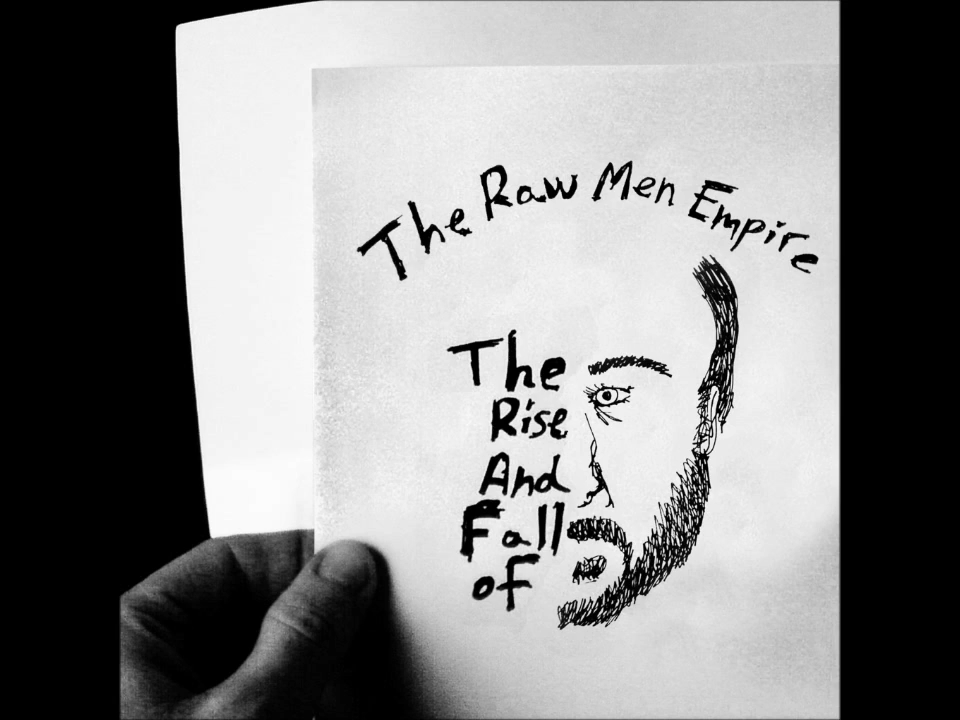 The Raw Men Empire
The
Rise
And
Fall
of